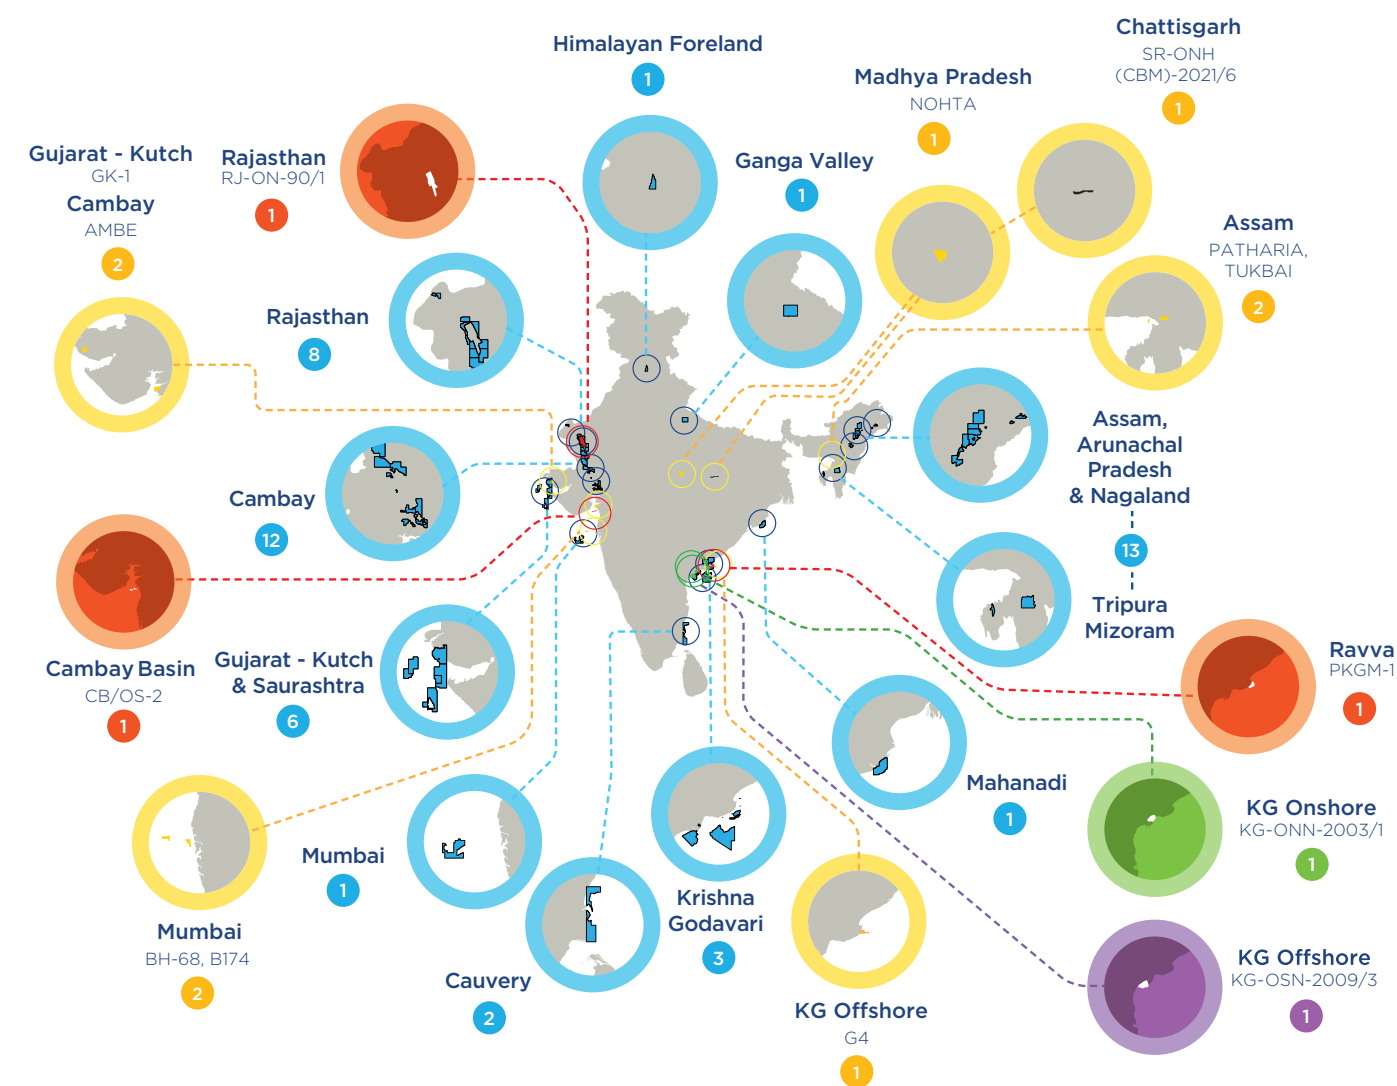 Chattisgarh
SR-ONH
(CBM)-2021/6
1
Himalayan Foreland
1
Madhya Pradesh
NOHTA
1
Gujarat - Kutch
GK-1
Cambay
AMBE
2
Rajasthan
RJ-ON-90/1
1
Ganga Valley
1
Assam
PATHARIA,
TUKBAI
2
Rajasthan
8
Assam,
Arunachal
Pradesh
& Nagaland
13
Tripura
Mizoram
Cambay
12
Cambay Basin
CB/OS-2
1
Gujarat - Kutch
& Saurashtra
6
Ravva
PKGM-1
1
Mahanadi
1
KG Onshore
KG-ONN-2003/1
1
Mumbai
1
Krishna
Godavari
3
Mumbai
BH-68, B174
2
Cauvery
2
KG Offshore
G4
1
KG Offshore
KG-OSN-2009/3
1